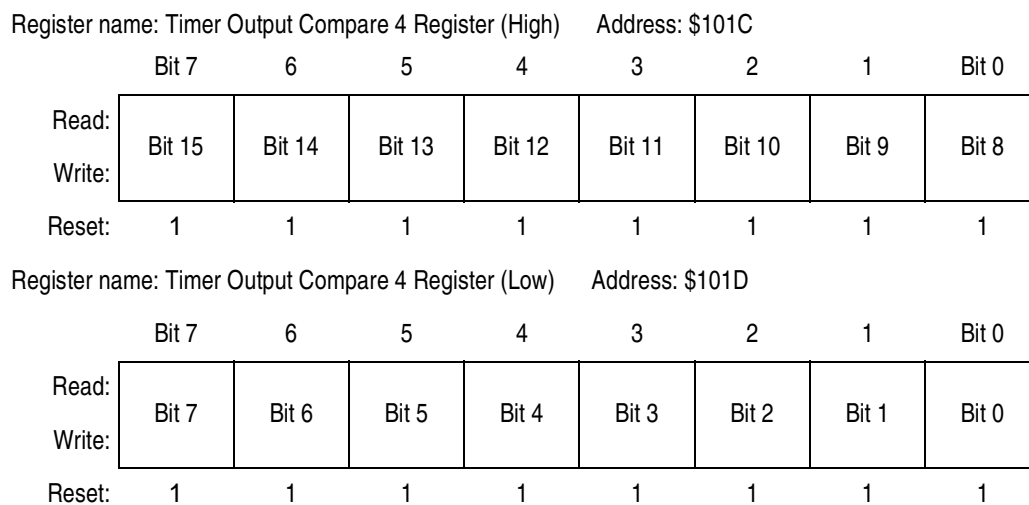 Register name: Timer Output Compare 4 Register (High) Address: $101C
Bit 7 6 5 4 3 2 1 Bit 0
Read:
Bit 15 Bit 14 Bit 13 Bit 12 Bit 11 Bit 10 Bit 9 Bit 8
Write:
Reset: 1 1 1 1 1 1 1 1
Register name: Timer Output Compare 4 Register (Low) Address: $101D
Bit 7 6 5 4 3 2 1 Bit 0
Read:
Bit 7 Bit 6 Bit 5 Bit 4 Bit 3 Bit 2 Bit 1 Bit 0
Write:
Reset: 1 1 1 1 1 1 1 1